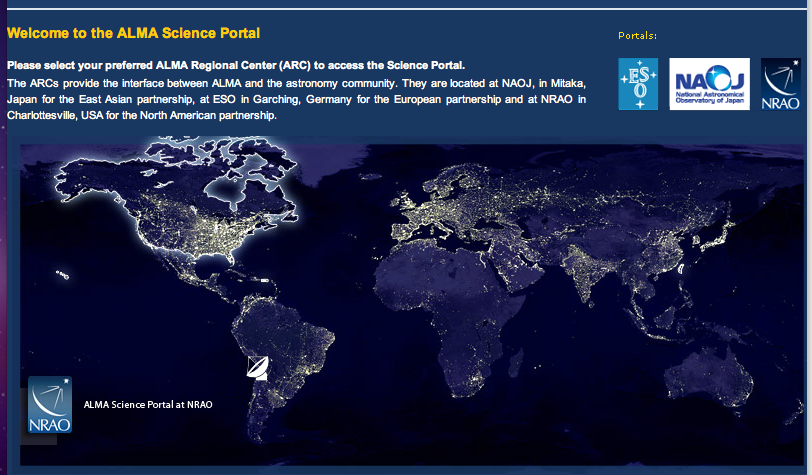 Welcome to the ALMA Science Portal
Portals:
Please select your preferred ALMA Regional Center (ARC) to access the Science Portal.
The ARCs provide the interface between ALMA and the astronomy community. They are located at NAOJ, in Mitaka,
Japan for the East Asian partnership, at ESO in Garching, Germany for the European partnership and at NRAO in
Charlottesville, USA for the North American partnership.
ES
O
NAOJ
National Astronomical
Observatory of Japan
NRAO
NRAO
ALMA Science Portal at NRAO